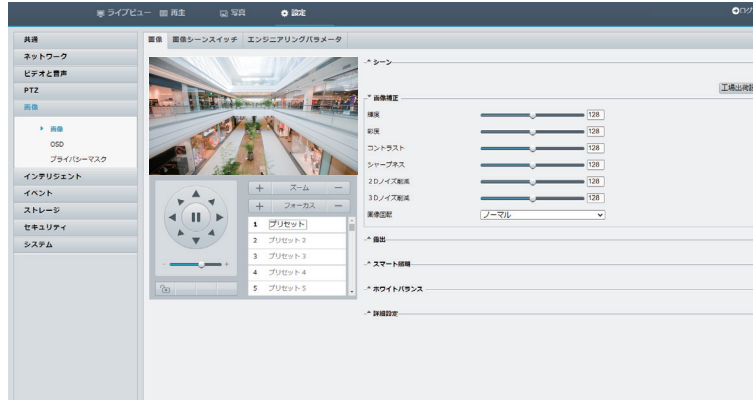 ライブビュー 再生 写真 設定
共通
ネットワーク
ビデオと音声
PTZ
画像
画像
OSD
プライバシーマスク
インテリジェント
イベント
ストレージ
セキュリティ
システム
画像 画像シーンスイッチ エンジニアリングパラメータ
+ ズーム −
+ フォーカス −
1 プリセット
2 プリセット 2
3 プリセット 3
4 プリセット 4
5 プリセット 5
- +
シーン
画像補正
輝度 128
彩度 128
コントラスト 128
シャープネス 128
2Dノイズ削減 128
3Dノイズ削減 128
画像回転 ノーマル
露出
スマート照明
ホワイトバランス
詳細設定